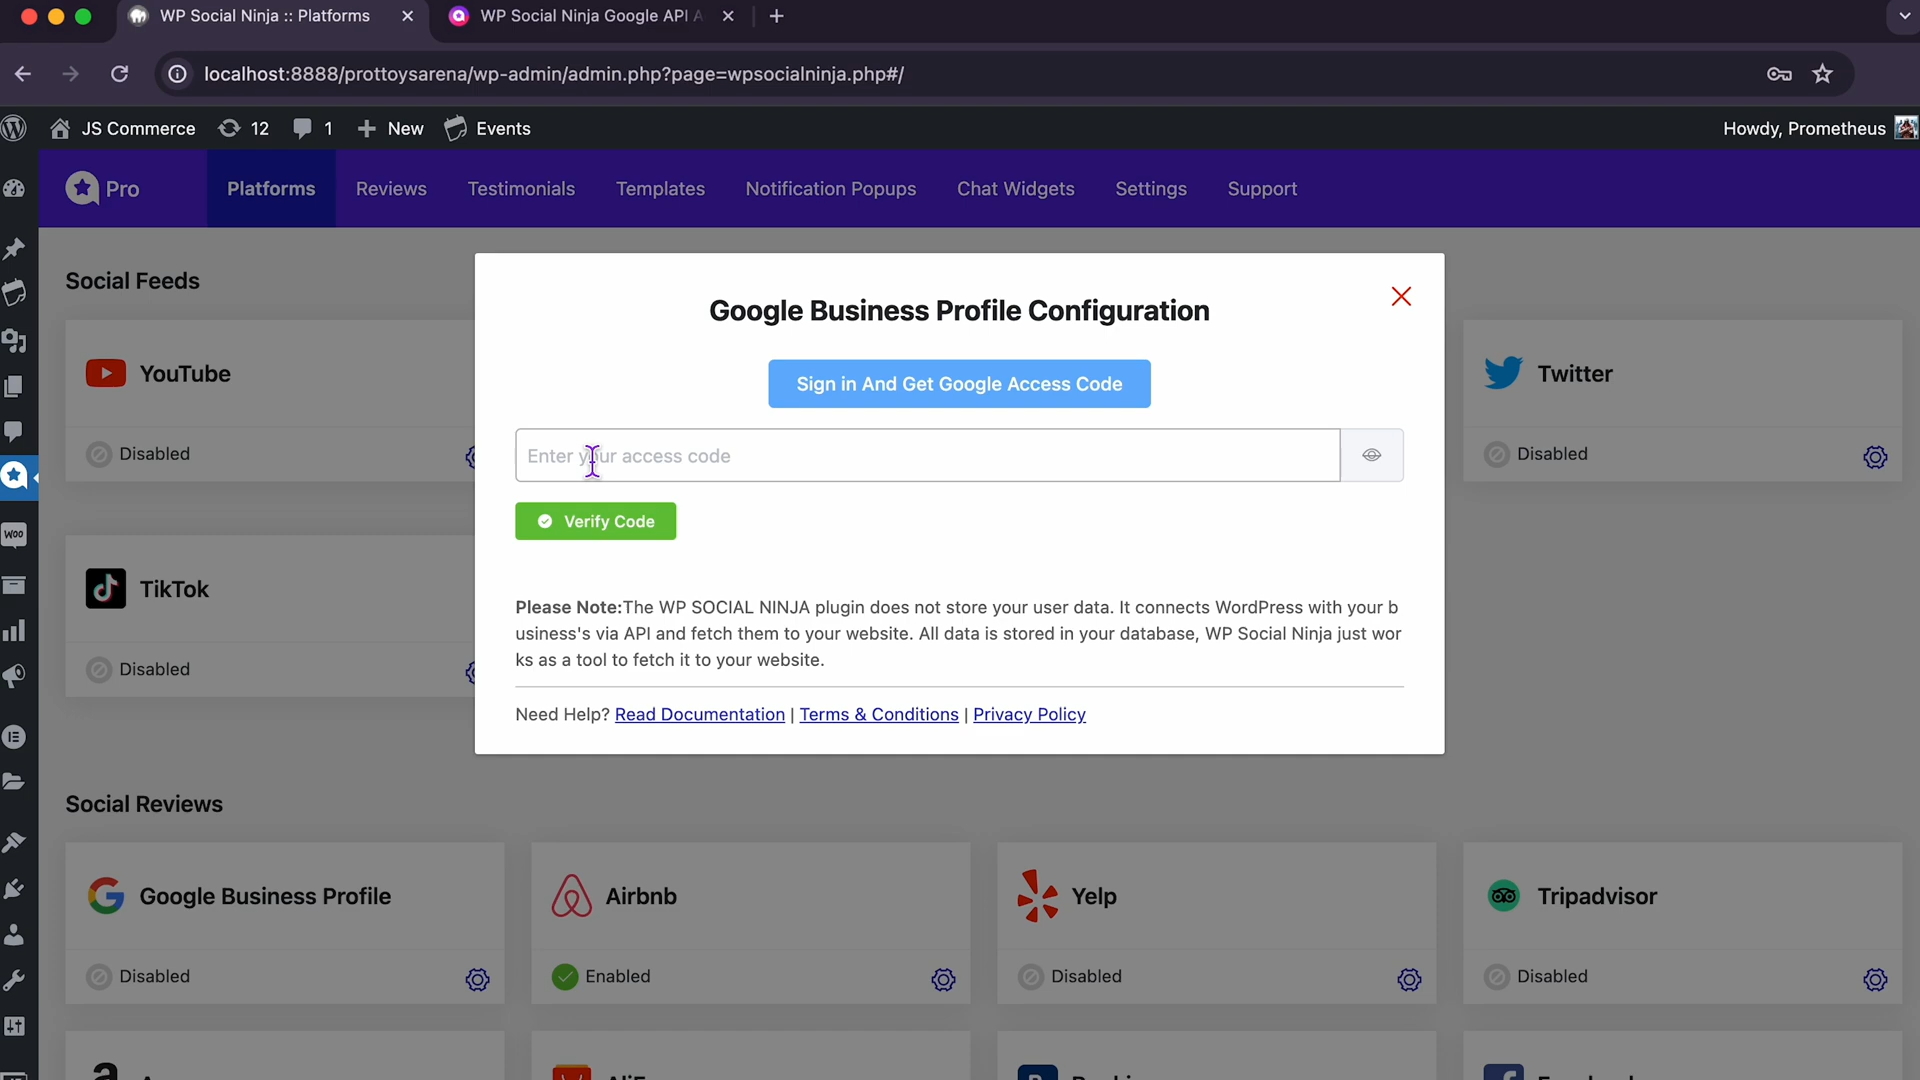 WP Social Ninja :: Platforms
WP Social Ninja Google API A
localhost:8888/prottoysarena/wp-admin/admin.php?page=wpsocialninja.php#/
JS Commerce
12
1
New
Events
Howdy, Prometheus
Pro
Platforms
Reviews
Testimonials
Templates
Notification Popups
Chat Widgets
Settings
Support
Social Feeds
Google Business Profile Configuration
YouTube
Sign in And Get Google Access Code
Twitter
Disabled
Enter your access code
Disabled
Verify Code
TikTok
Please Note:The WP SOCIAL NINJA plugin does not store your user data. It connects WordPress with your b
usiness's via API and fetch them to your website. All data is stored in your database, WP Social Ninja just wor
ks as a tool to fetch it to your website.
Disabled
Need Help? Read Documentation | Terms & Conditions | Privacy Policy
Social Reviews
Google Business Profile
Airbnb
Yelp
Tripadvisor
Disabled
Enabled
Disabled
Disabled
WOO